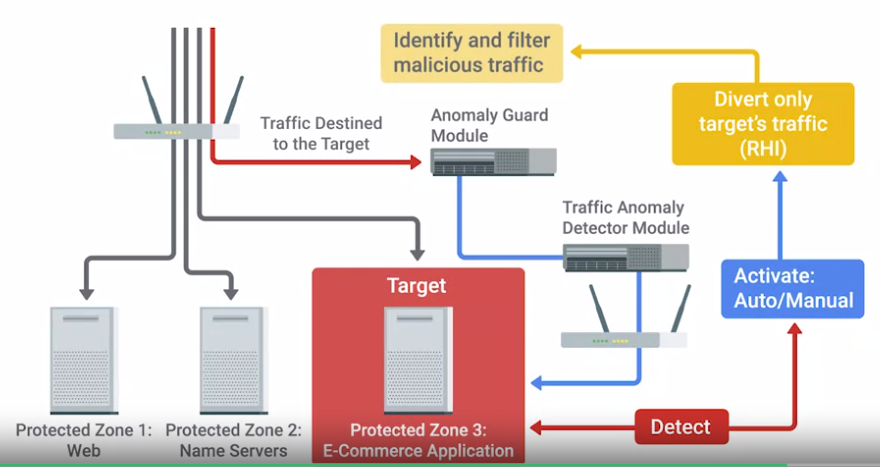 Identify and filter
malicious traffic
Divert only
target's traffic
(RHI)
Anomaly Guard
Module
Traffic Destined
to the Target
Traffic Anomaly
Detector Module
Activate:
Auto/Manual
Target
Protected Zone 1:
Web
Protected Zone 2:
Name Servers
Protected Zone 3:
E-Commerce Application
Detect